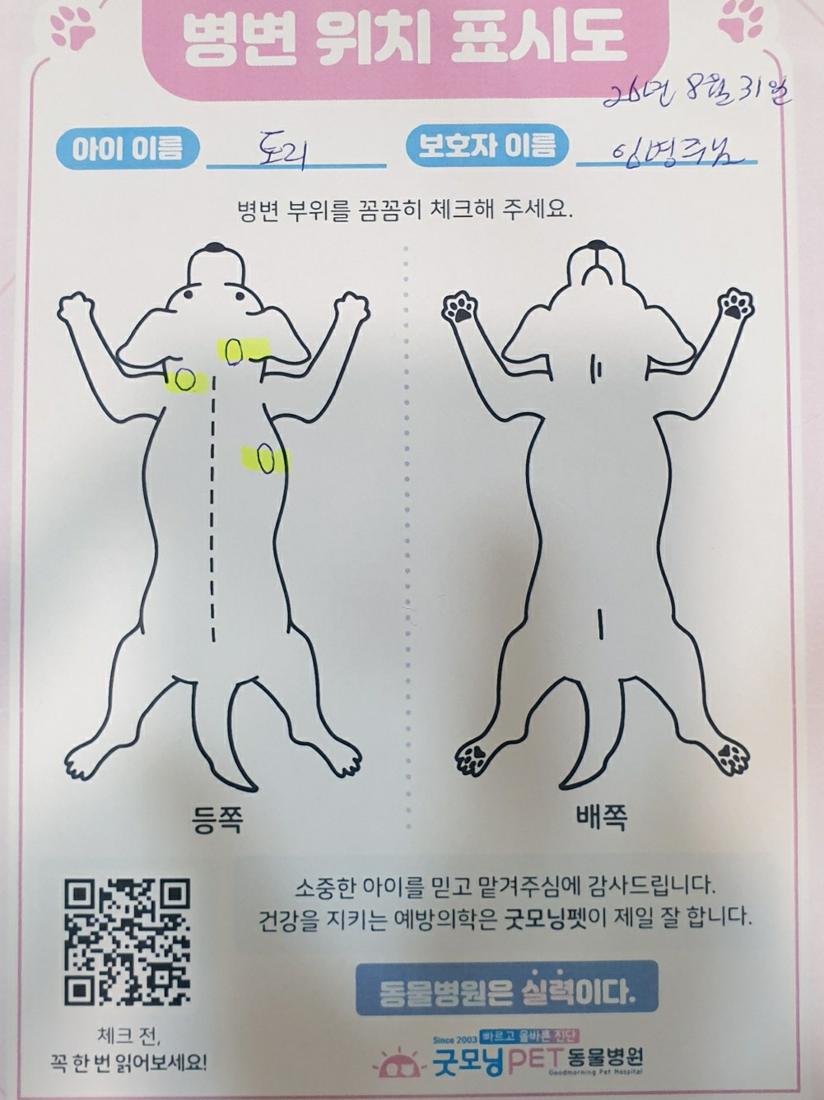 병변 위치 표시도
26년 8월 31일
아이 이름 토리 보호자 이름 임영주님
병변 부위를 꼼꼼히 체크해 주세요.
등쪽 배쪽
소중한 아이를 믿고 맡겨주심에 감사드립니다.
건강을 지키는 예방의학은 굿모닝펫이 제일 잘 합니다.
동물병원은 실력이다.
체크 전,
꼭 한 번 읽어보세요!
Since 2003 빠르고 올바른 진단
굿모닝PET동물병원
Goodmorning Pet Hospital